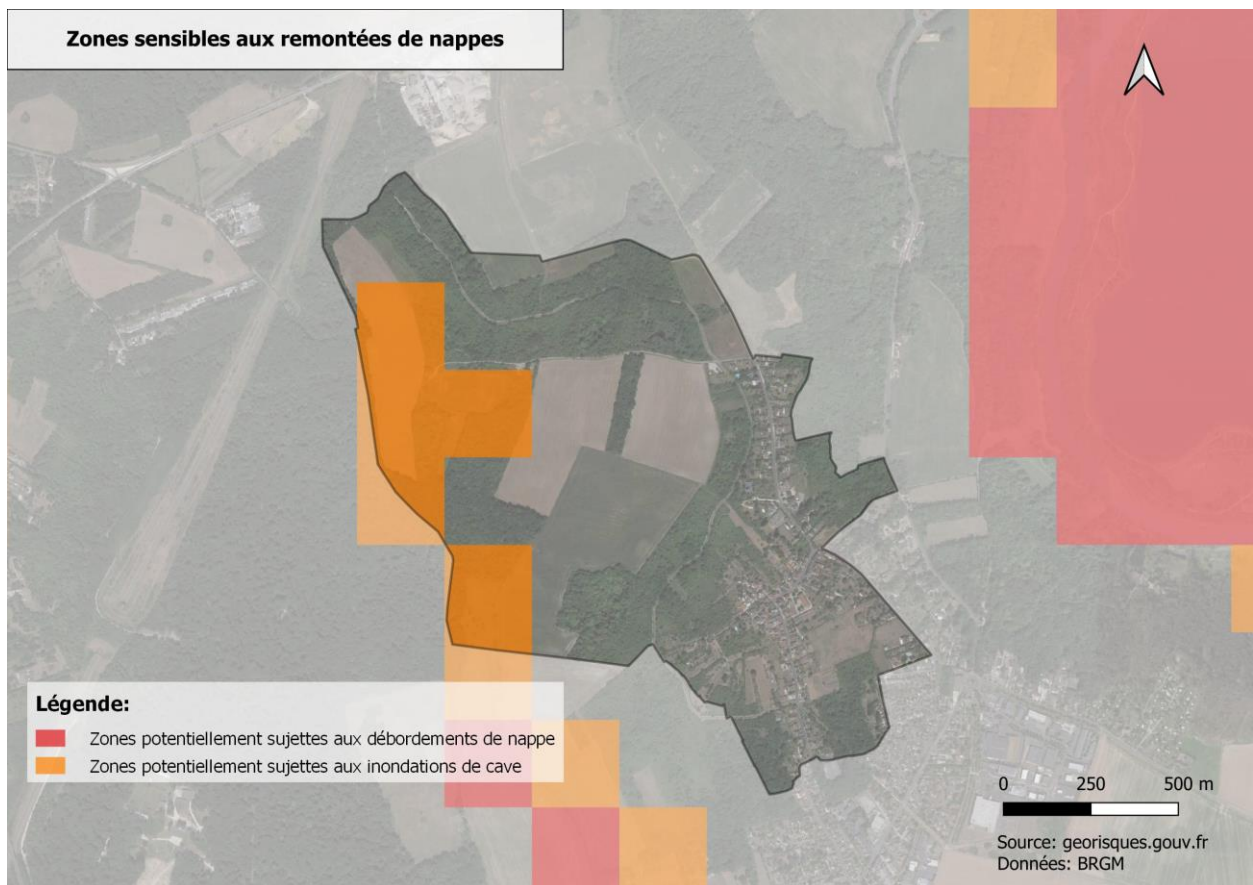 Zones sensibles aux remontées de nappes
Légende:
Zones potentiellement sujettes aux débordements de nappe
Zones potentiellement sujettes aux inondations de cave
0 250 500 m
Source: georisques.gouv.fr
Données: BRGM